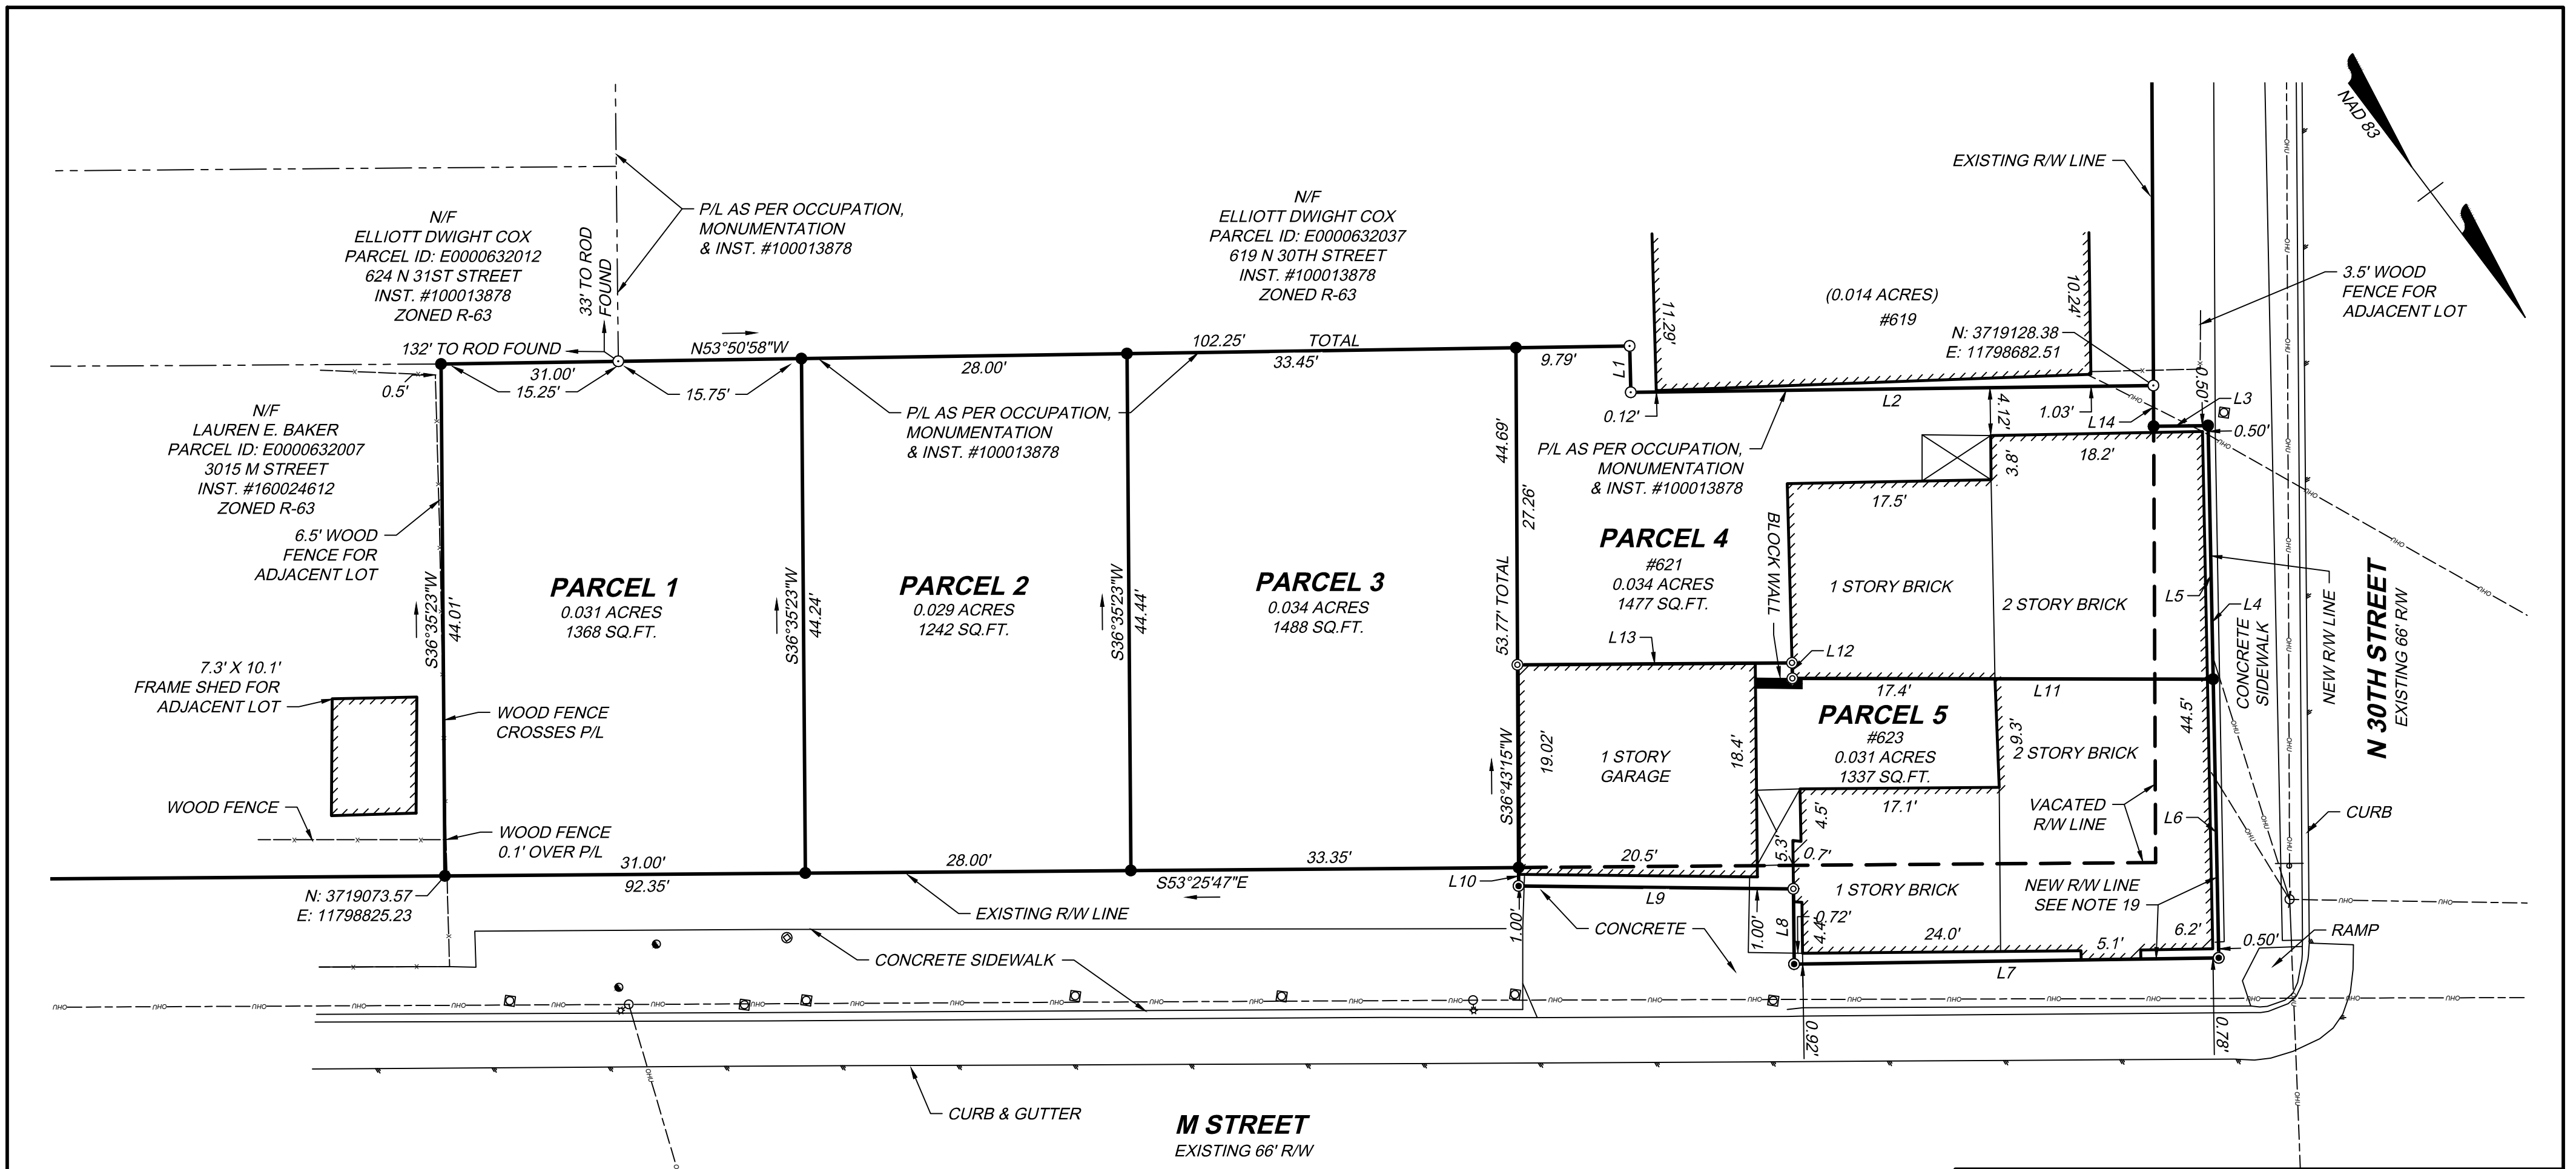 NAD 83
EXISTING R/W LINE
N/F
ELLIOTT DWIGHT COX
PARCEL ID: E0000632012
624 N 31ST STREET
INST. #100013878
ZONED R-63
33' TO ROD
FOUND
P/L AS PER OCCUPATION,
MONUMENTATION
& INST. #100013878
N/F
ELLIOTT DWIGHT COX
PARCEL ID: E0000632037
619 N 30TH STREET
INST. #100013878
ZONED R-63
11.29'
(0.014 ACRES)
#619
10.24'
N: 3719128.38
E: 11798682.51
3.5' WOOD
FENCE FOR
ADJACENT LOT
132' TO ROD FOUND
N53°50'58"W
102.25' TOTAL
31.00'
15.25'
15.75'
28.00'
33.45'
9.79'
L1
0.5'
0.12'
L2
4.12'
1.03'
L14
0.50'
L3
0.50'
N/F
LAUREN E. BAKER
PARCEL ID: E0000632007
3015 M STREET
INST. #160024612
ZONED R-63
P/L AS PER OCCUPATION,
MONUMENTATION
& INST. #100013878
P/L AS PER OCCUPATION,
MONUMENTATION
& INST. #100013878
6.5' WOOD
FENCE FOR
ADJACENT LOT
44.69'
27.26'
53.77' TOTAL
18.2'
3.8'
17.5'
BLOCK WALL
S36°35'23"W
44.01'
PARCEL 1
0.031 ACRES
1368 SQ.FT.
S36°35'23"W
44.24'
PARCEL 2
0.029 ACRES
1242 SQ.FT.
S36°35'23"W
44.44'
PARCEL 3
0.034 ACRES
1488 SQ.FT.
PARCEL 4
#621
0.034 ACRES
1477 SQ.FT.
1 STORY BRICK
2 STORY BRICK
L5
L4
L13
L12
CONCRETE
SIDEWALK
NEW R/W LINE
N 30TH STREET
EXISTING 66' R/W
7.3' X 10.1'
FRAME SHED FOR
ADJACENT LOT
WOOD FENCE
CROSSES P/L
WOOD FENCE
WOOD FENCE
0.1' OVER P/L
S36°43'15"W
19.02'
1 STORY
GARAGE
18.4'
17.4'
L11
PARCEL 5
#623
0.031 ACRES
1337 SQ.FT.
9.3'
2 STORY BRICK
44.5'
17.1'
4.5'
5.3'
0.7'
VACATED
R/W LINE
L6
CURB
N: 3719073.57
E: 11798825.23
31.00'
92.35'
28.00'
33.35'
S53°25'47"E
20.5'
L10
L9
EXISTING R/W LINE
1.00'
CONCRETE
1.00'
L8
4.4'
0.72'
1 STORY BRICK
NEW R/W LINE
SEE NOTE 19
24.0'
5.1'
6.2'
0.50'
RAMP
L7
CONCRETE SIDEWALK
0.92'
0.78'
CURB & GUTTER
M STREET
EXISTING 66' R/W
OHU